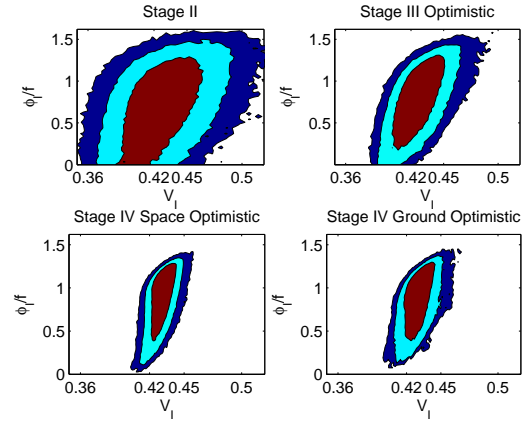 Stage II
Stage III Optimistic
1.5
1
0.5
0
ϕ_I/f
0.36
0.42
0.45
0.5
V_I
1.5
1
0.5
0
ϕ_I/f
0.36
0.42
0.45
0.5
V_I
Stage IV Space Optimistic
Stage IV Ground Optimistic
1.5
1
0.5
0
ϕ_I/f
0.36
0.42
0.45
0.5
V_I
1.5
1
0.5
0
ϕ_I/f
0.36
0.42
0.45
0.5
V_I